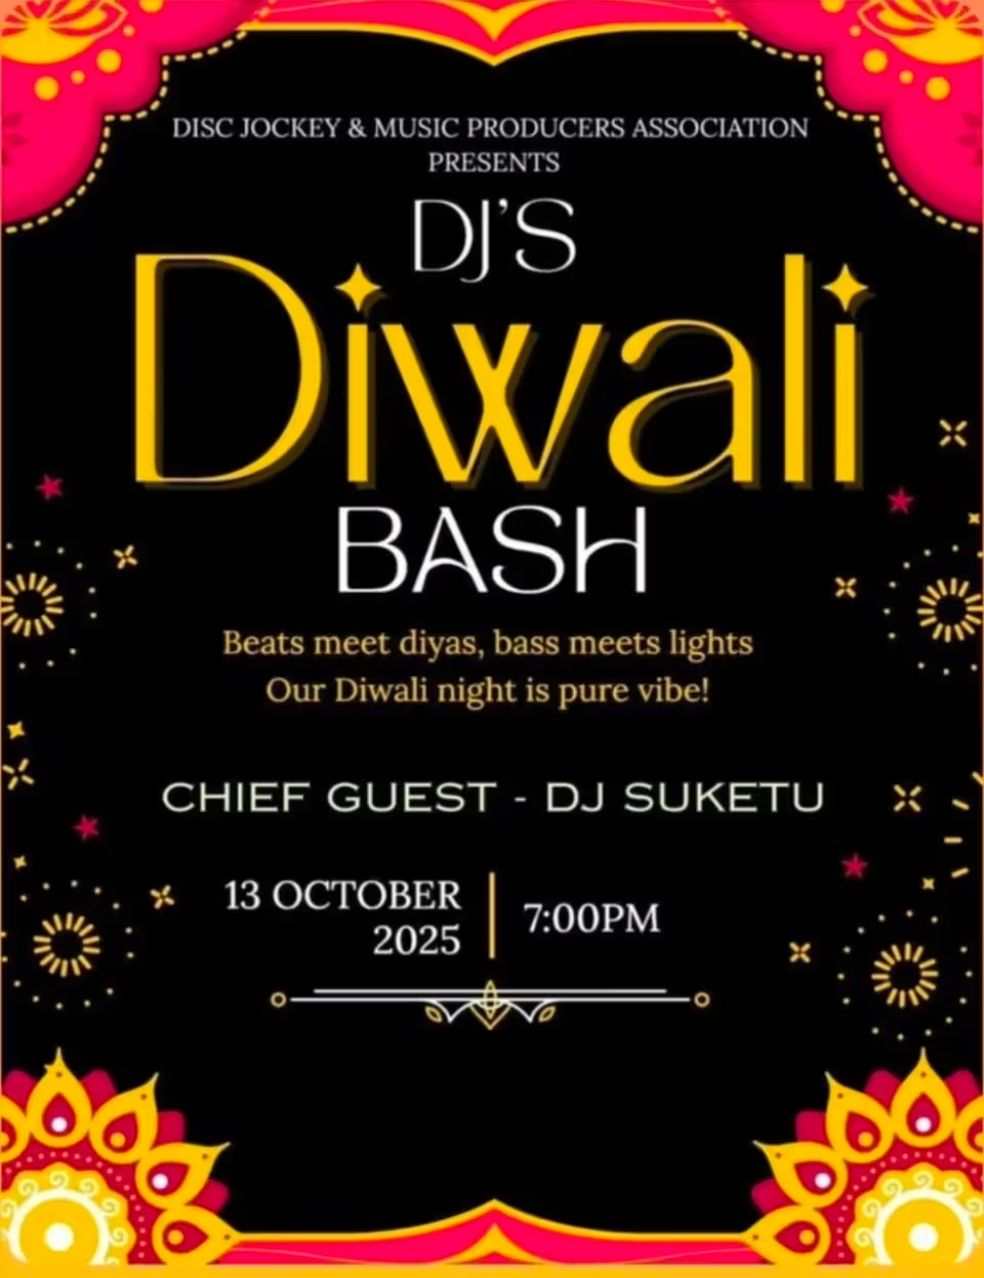 DISC JOCKEY & MUSIC PRODUCERS ASSOCIATION
PRESENTS
DJ'S
Diwali
BASH
Beats meet diyas, bass meets lights
Our Diwali night is pure vibe!
CHIEF GUEST - DJ SUKETU
13 OCTOBER
2025
7:00PM